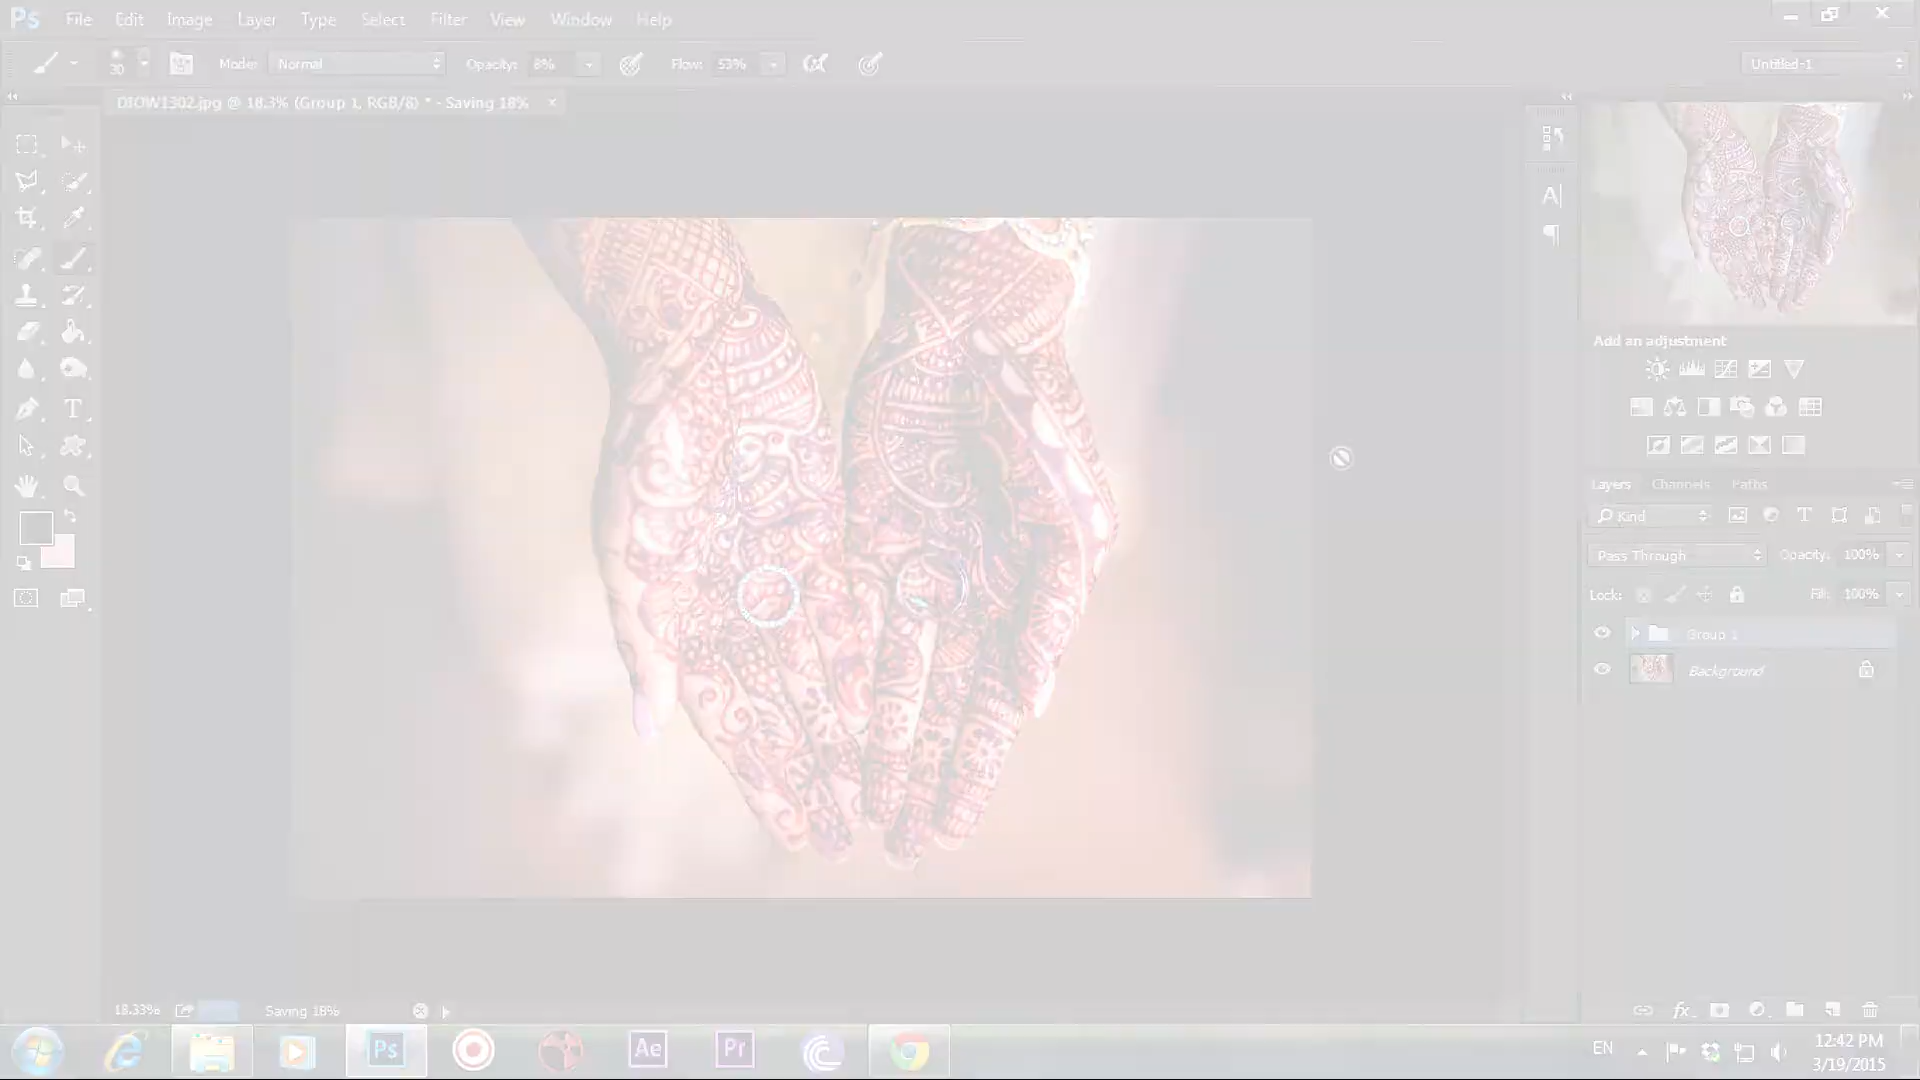 Ps File Edit Image Layer Type Select Filter View Window Help
30 Mode: Normal Opacity: 8% Flow: 53% Untitled-1
DIOW1302.jpg @ 18.3% (Group 1, RGB/8) * - Saving 18% ×
Add an adjustment
Layers Channels Paths
Kind
Pass Through Opacity: 100%
Lock: Fill: 100%
Group 1
Background
18.33% Saving 18%
Ps Ae Pr EN 12:42 PM
3/19/2015